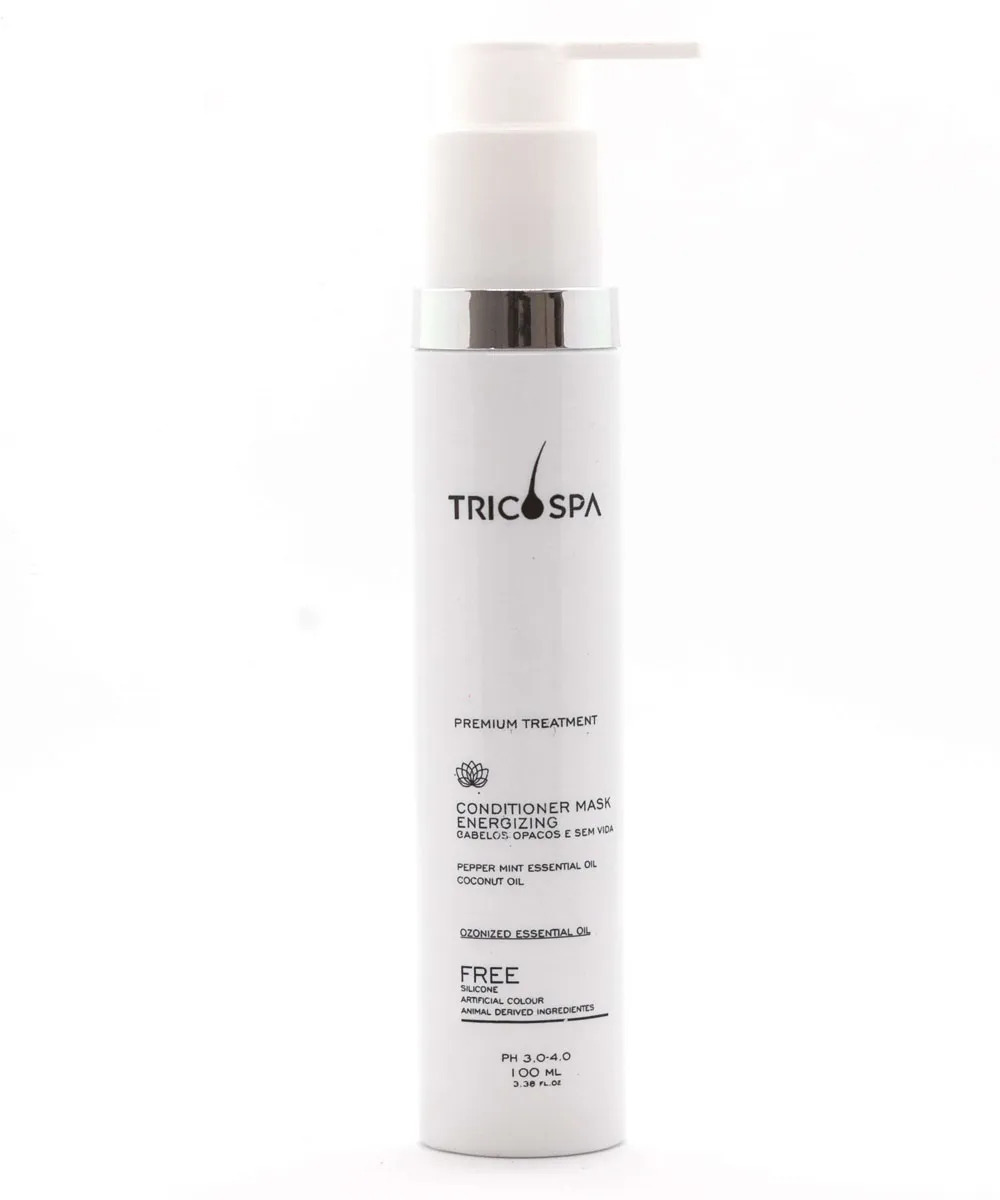 TRICOSPA
PREMIUM TREATMENT
CONDITIONER MASK
ENERGIZING
CABELOS OPACOS E SEM VIDA
PEPPER MINT ESSENTIAL OIL
COCONUT OIL
OZONIZED ESSENTIAL OIL
FREE
SILICONE
ARTIFICIAL COLOUR
ANIMAL DERIVED INGREDIENTES
PH 3.0-4.0
100 ML
3.38 FL.OZ